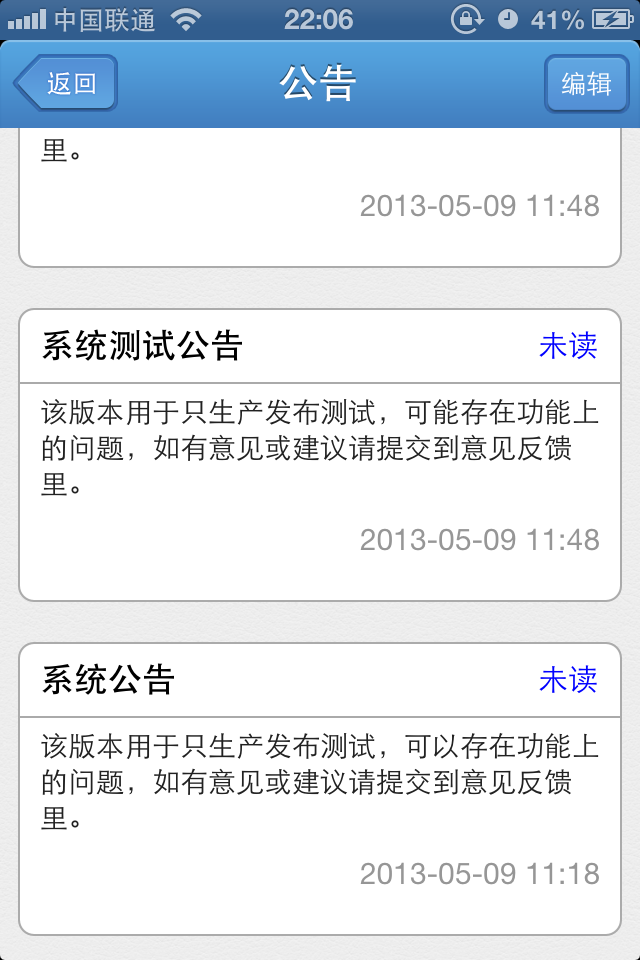 中国联通 22:06 41%
返回 公告 编辑
里。
2013-05-09 11:48
系统测试公告 未读
该版本用于只生产发布测试，可能存在功能上
的问题，如有意见或建议请提交到意见反馈
里。
2013-05-09 11:48
系统公告 未读
该版本用于只生产发布测试，可以存在功能上
的问题，如有意见或建议请提交到意见反馈
里。
2013-05-09 11:18